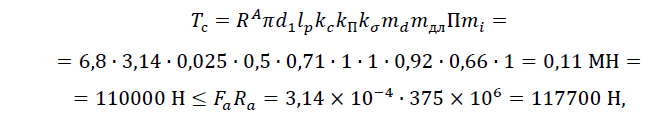 T_c = R^A πd_1 l_p k_c k_П k_σ m_d m_дл Пm_i =
= 6,8 · 3,14 · 0,025 · 0,5 · 0,71 · 1 · 1 · 0,92 · 0,66 · 1 = 0,11 МН =
= 110000 Н ≤ F_a R_a = 3,14 × 10^−4 · 375 × 10^6 = 117700 Н,